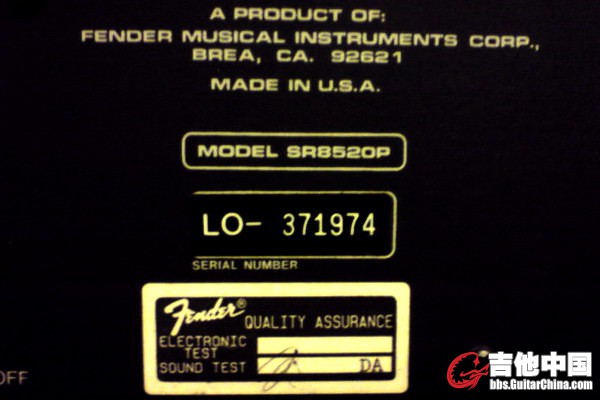 A PRODUCT OF:
FENDER MUSICAL INSTRUMENTS CORP.,
BREA, CA. 92621
MADE IN U.S.A.
MODEL SR8520P
LO- 371974
SERIAL NUMBER
Fender® QUALITY ASSURANCE
ELECTRONIC TEST
SOUND TEST DA
OFF
吉他中国
bbs.GuitarChina.com